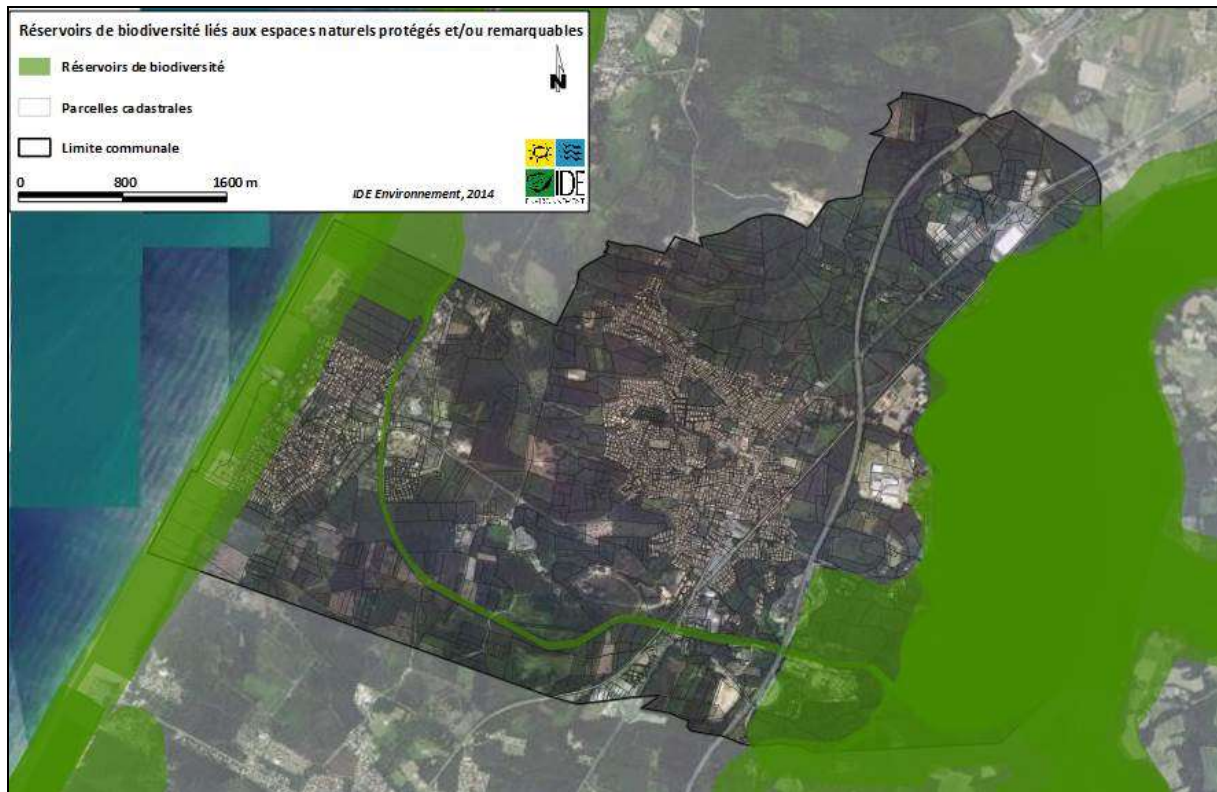 Réservoirs de biodiversité liés aux espaces naturels protégés et/ou remarquables
Réservoirs de biodiversité
N
Parcelles cadastrales
Limite communale
0 800 1600 m
IDE Environnement, 2014
IDE